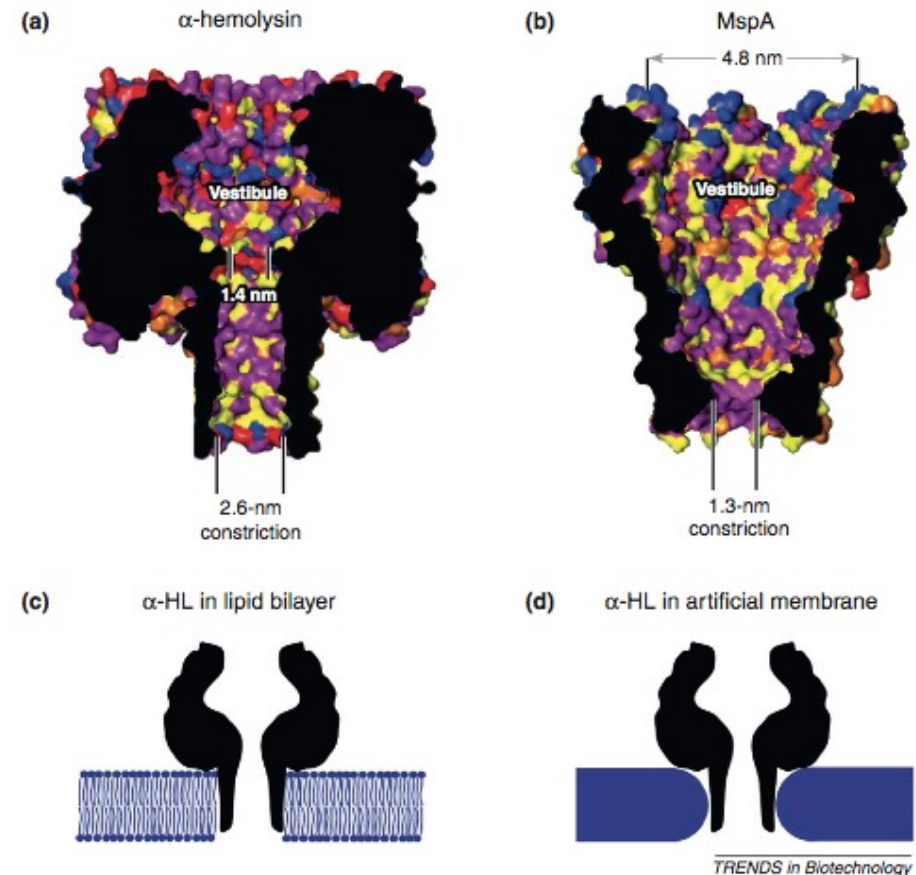 (a)
α-hemolysin
(b)
MspA
4.8 nm
Vestibule
Vestibule
1.4 nm
2.6-nm
constriction
1.3-nm
constriction
(c)
α-HL in lipid bilayer
(d)
α-HL in artificial membrane
TRENDS in Biotechnology